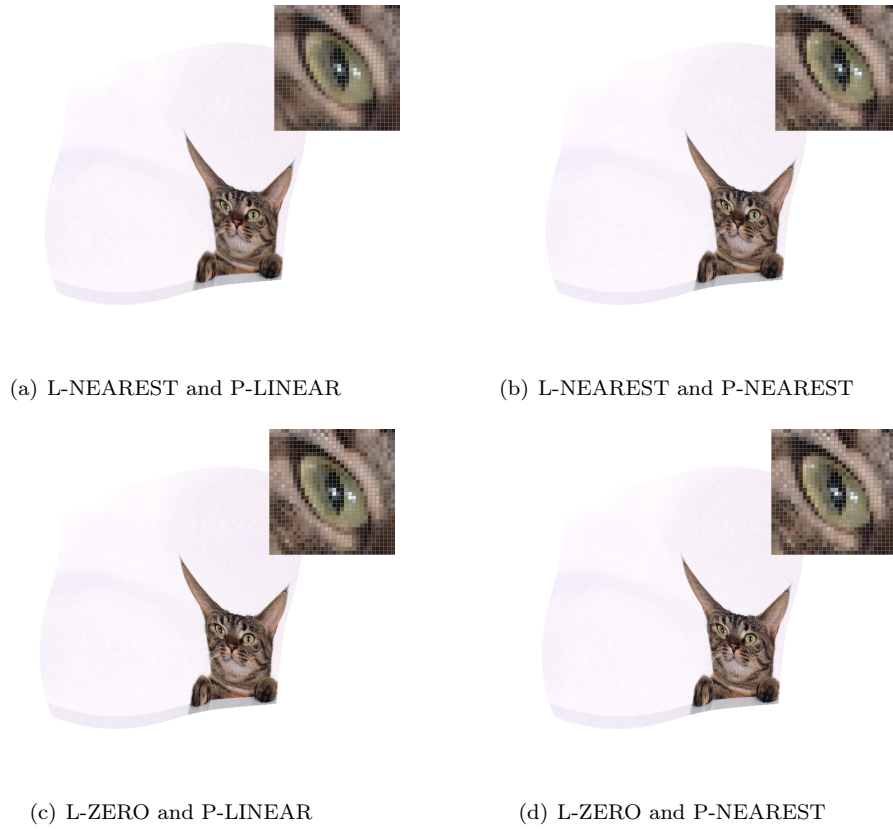 (a) L-NEAREST and P-LINEAR
(b) L-NEAREST and P-NEAREST
(c) L-ZERO and P-LINEAR
(d) L-ZERO and P-NEAREST